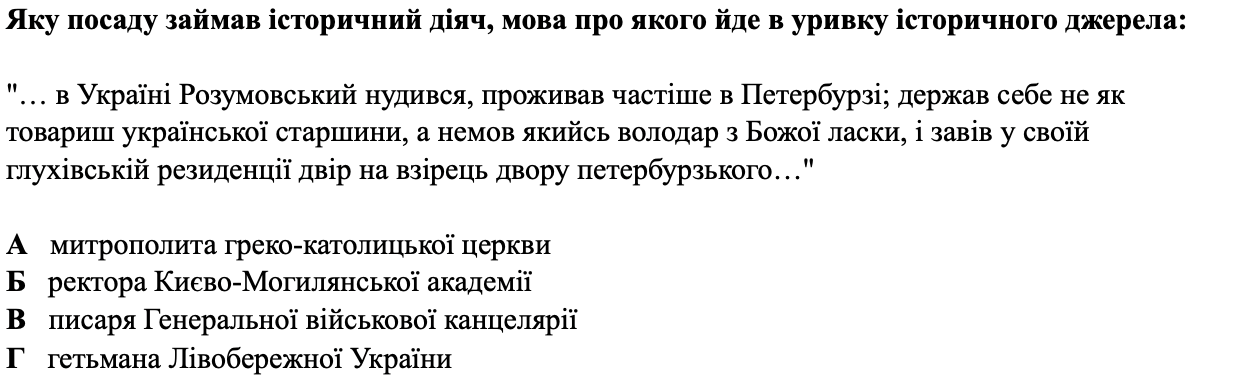 Яку посаду займав історичний діяч, мова про якого йде в уривку історичного джерела:
"… в Україні Розумовський нудився, проживав частіше в Петербурзі; держав себе не як
товариш української старшини, а немов якийсь володар з Божої ласки, і завів у своїй
глухівській резиденції двір на взірець двору петербурзького…"
А митрополита греко-католицької церкви
Б ректора Києво-Могилянської академії
В писаря Генеральної військової канцелярії
Г гетьмана Лівобережної України